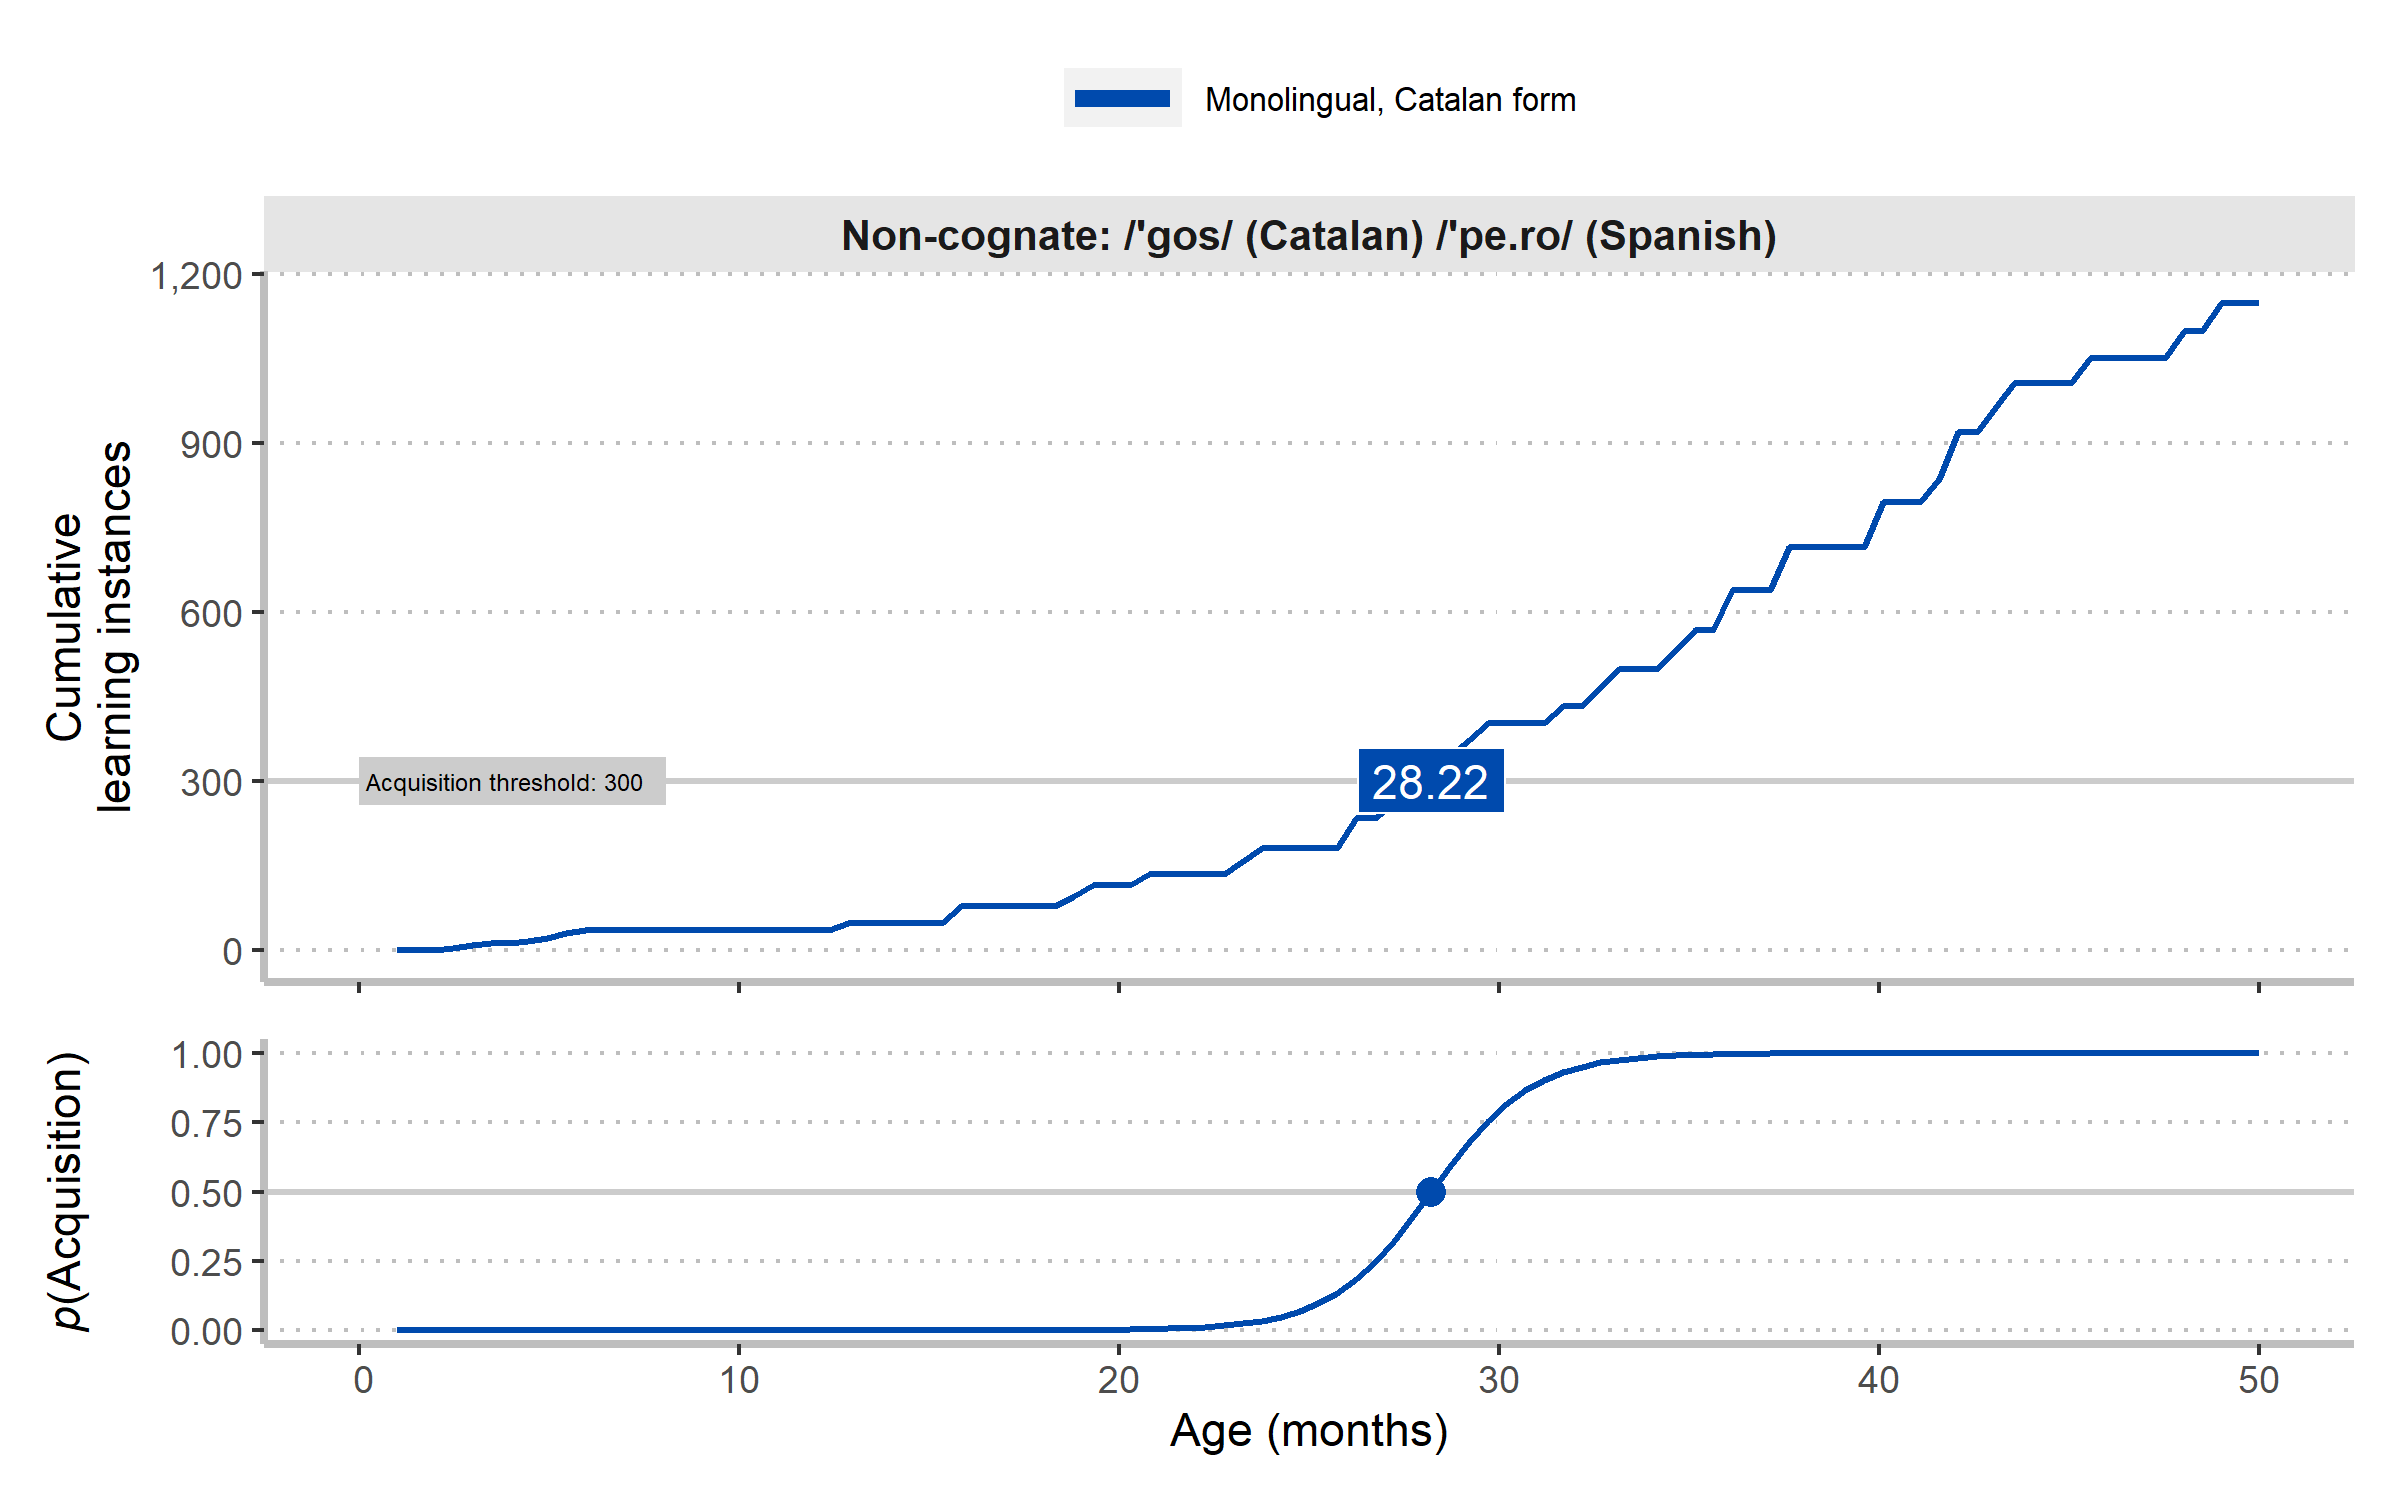 Monolingual, Catalan form
Non-cognate: /'gos/ (Catalan) /'pe.ro/ (Spanish)
Cumulative
learning instances
1,200
900
600
300
0
Acquisition threshold: 300
28.22
p(Acquisition)
1.00
0.75
0.50
0.25
0.00
0 10 20 30 40 50
Age (months)